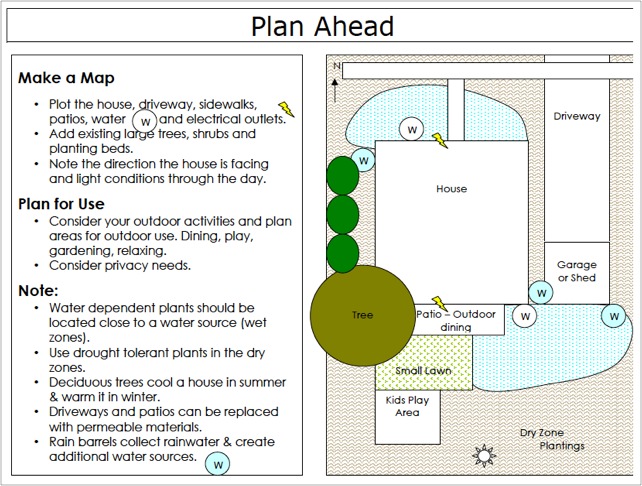 Plan Ahead
Make a Map
• Plot the house, driveway, sidewalks,
patios, water W and electrical outlets.
• Add existing large trees, shrubs and
planting beds.
• Note the direction the house is facing
and light conditions through the day.
Plan for Use
• Consider your outdoor activities and plan
areas for outdoor use. Dining, play,
gardening, relaxing.
• Consider privacy needs.
Note:
• Water dependent plants should be
located close to a water source (wet
zones).
• Use drought tolerant plants in the dry
zones.
• Deciduous trees cool a house in summer
& warm it in winter.
• Driveways and patios can be replaced
with permeable materials.
• Rain barrels collect rainwater & create
additional water sources.
W
N
Driveway
W
W
House
Garage
or Shed
W
Tree
Patio – Outdoor
dining
W
W
Small Lawn
Kids Play
Area
Dry Zone
Plantings